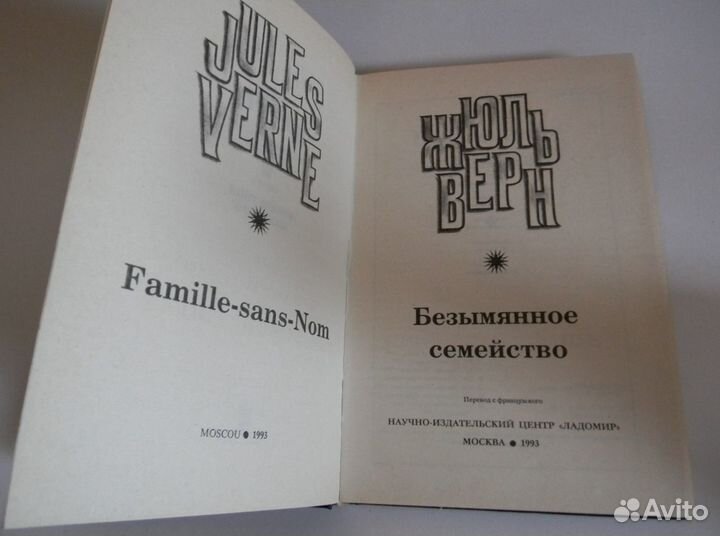 JULES
VERNE
Famille-sans-Nom
MOSCOU ● 1993
ЖЮЛЬ
ВЕРН
Безымянное
семейство
Перевод с французского
НАУЧНО-ИЗДАТЕЛЬСКИЙ ЦЕНТР «ЛАДОМИР»
МОСКВА ● 1993
Avito